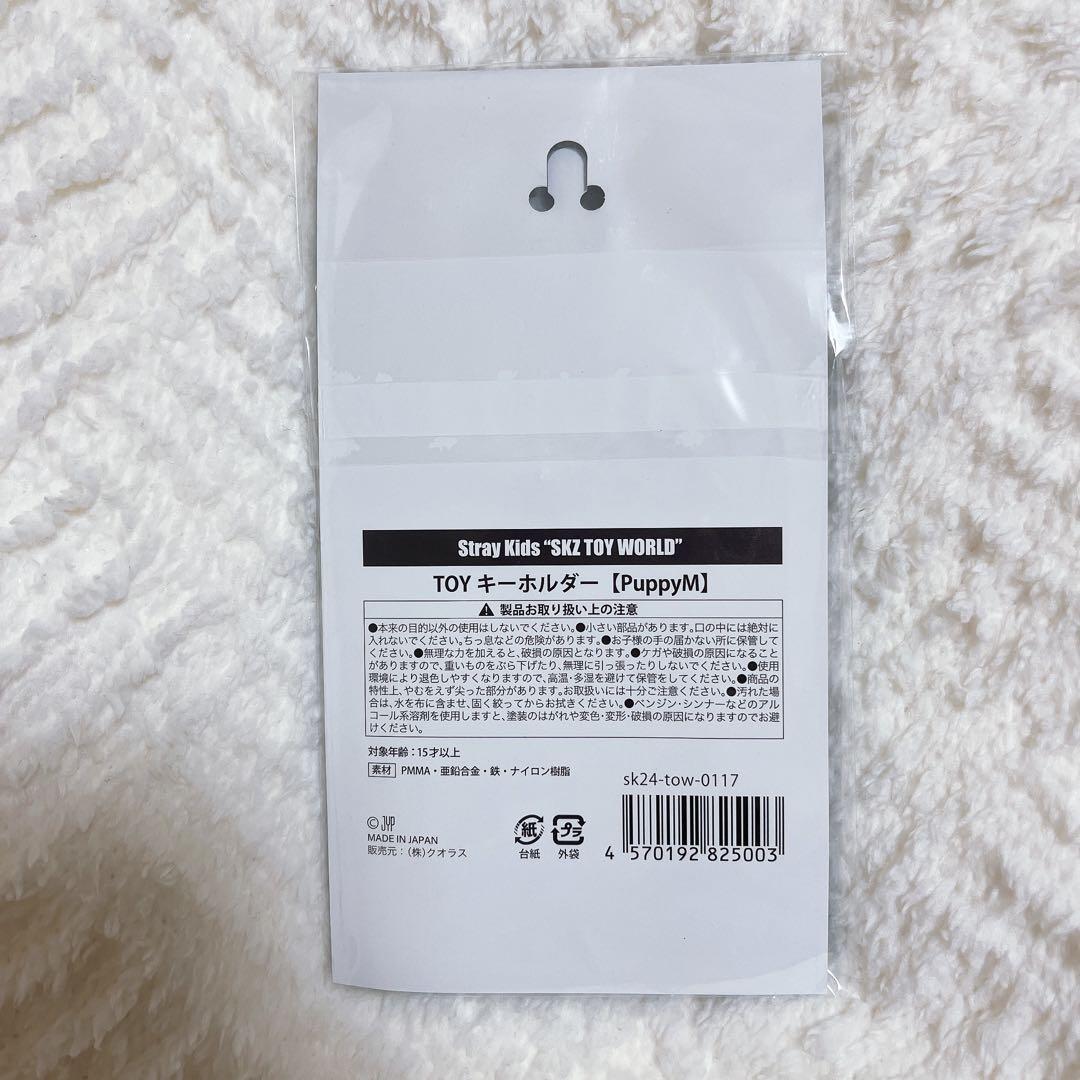 Stray Kids “SKZ TOY WORLD”
TOY キーホルダー【PuppyM】
⚠ 製品お取り扱い上の注意
●本来の目的以外の使用はしないでください。●小さい部品があります。口の中には絶対に
入れないでください。ちっ息などの危険があります。●お子様の手の届かない所に保管して
ください。●無理な力を加えると、破損の原因となります。●ケガや破損の原因になること
がありますので、重いものをぶら下げたり、無理に引っ張ったりしないでください。●使用
環境により退色しやすくなりますので、高温・多湿を避けて保管をしてください。●商品の
特性上、やむをえず尖った部分があります。お取扱いには十分ご注意ください。●汚れた場
合は、水を布に含ませ、固く絞ってからお拭きください。●ベンジン・シンナーなどのアル
コール系溶剤を使用しますと、塗装のはがれや変色・変形・破損の原因になりますのでお避
けください。
対象年齢：15才以上
素材 PMMA・亜鉛合金・鉄・ナイロン樹脂
sk24-tow-0117
© JYP
MADE IN JAPAN
販売元：（株）クオラス
紙
台紙
プラ
外袋
4 570192 825003